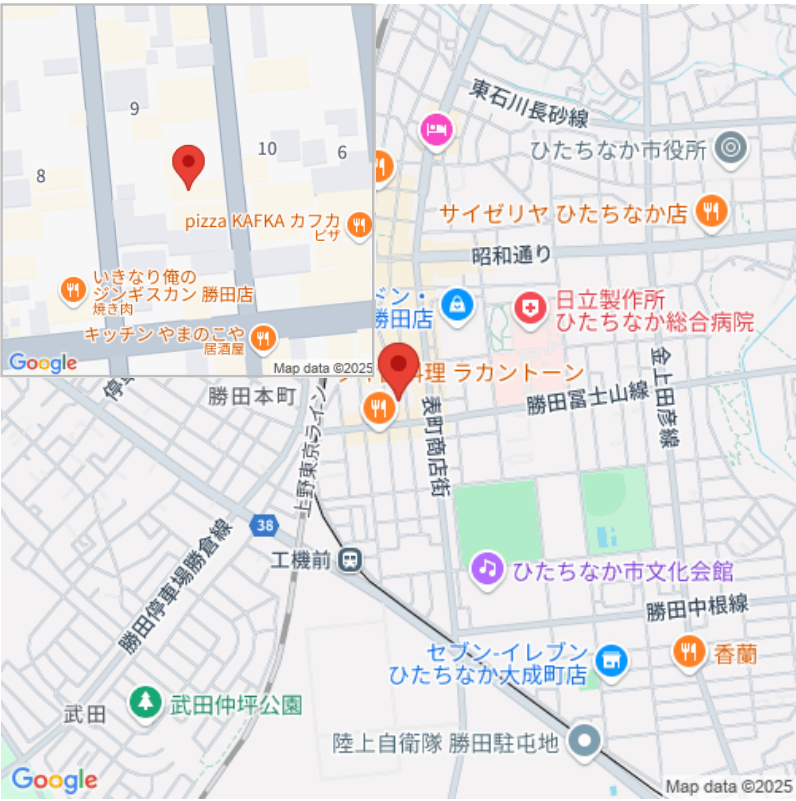 9
10
6
8
pizza KAFKA カフカ
ピザ
いきなり俺の
ジンギスカン 勝田店
焼き肉
キッチン やまのこや
居酒屋
Google
Map data ©2025
東石川長砂線
ひたちなか市役所
サイゼリヤ ひたちなか店
昭和通り
ドン・
勝田店
日立製作所
ひたちなか総合病院
料理 ラカントーン
勝田本町
上野東京ライン
表町商店街
勝田富士山線
金上田彦線
38
工機前
ひたちなか市文化会館
勝田停車場勝倉線
勝田中根線
セブン-イレブン
ひたちなか大成町店
香蘭
武田
武田仲坪公園
陸上自衛隊 勝田駐屯地
Google
Map data ©2025